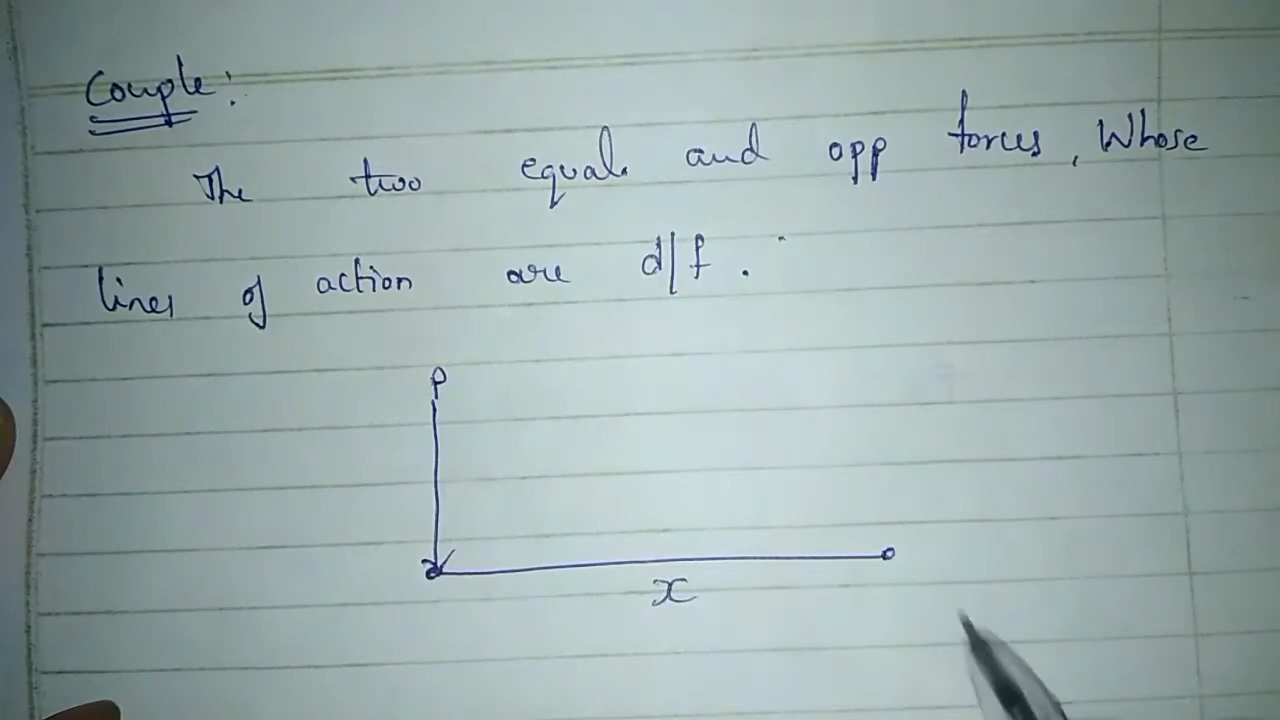 Couple:
The two equal and opp forces, Whose
lines of action are d/f.
P
x